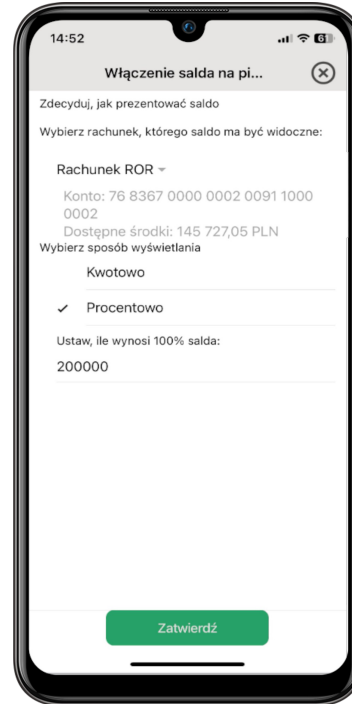 14:52
Włączenie salda na pi...
Zdecyduj, jak prezentować saldo
Wybierz rachunek, którego saldo ma być widoczne:
Rachunek ROR
Konto: 76 8367 0000 0002 0091 1000
0002
Dostępne środki: 145 727,05 PLN
Wybierz sposób wyświetlania
Kwotowo
Procentowo
Ustaw, ile wynosi 100% salda:
200000
Zatwierdź